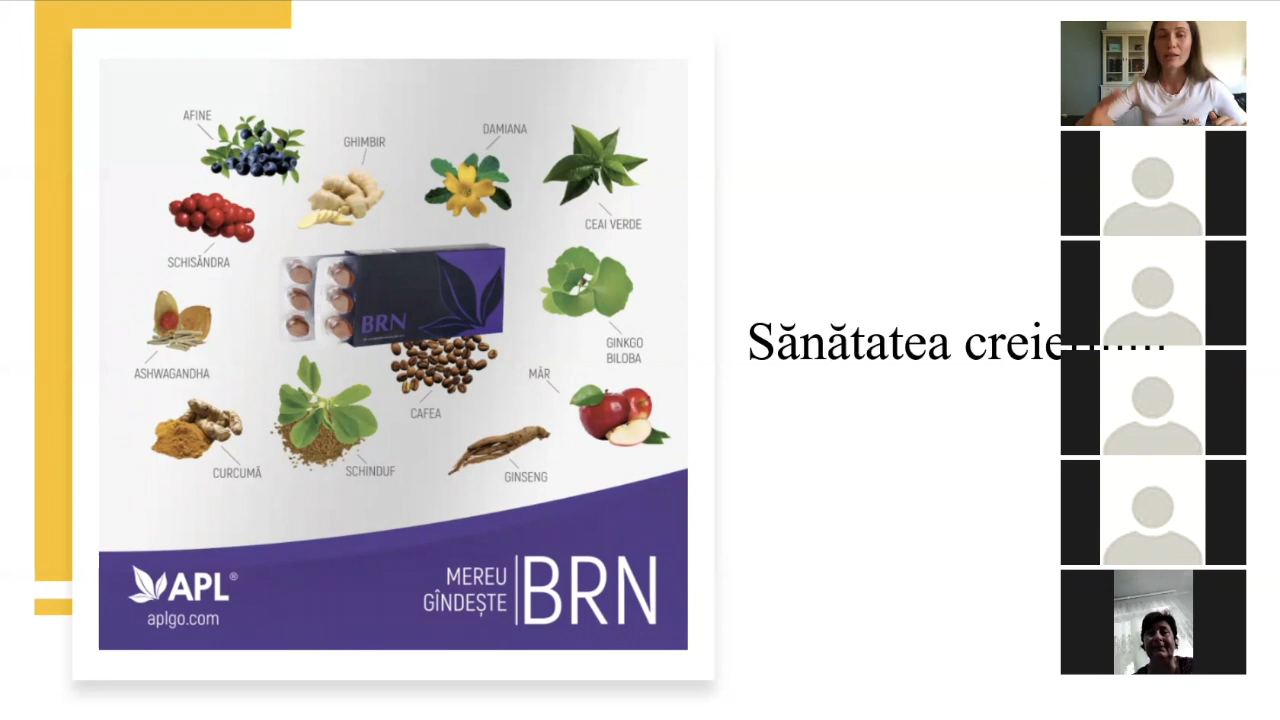 AFINE
GHIMBIR
DAMIANA
CEAI VERDE
SCHISĂNDRA
BRN
GINKGO
BILOBA
ASHWAGANDHA
MĂR
CAFEA
CURCUMĂ
SCHINDUF
GINSENG
APL®
aplgo.com
MEREU
GÎNDEȘTE
BRN
Sănătatea